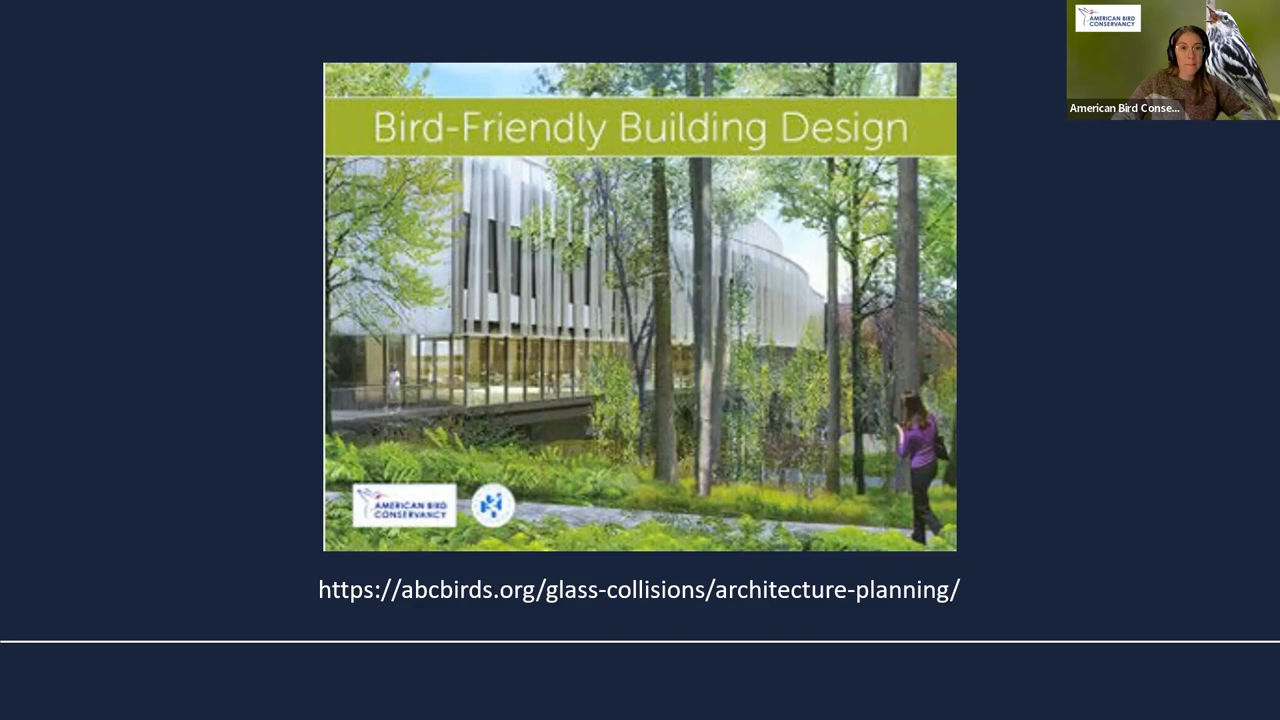 AMERICAN BIRD
CONSERVANCY
American Bird Conse...
Bird-Friendly Building Design
AMERICAN BIRD
CONSERVANCY
https://abcbirds.org/glass-collisions/architecture-planning/